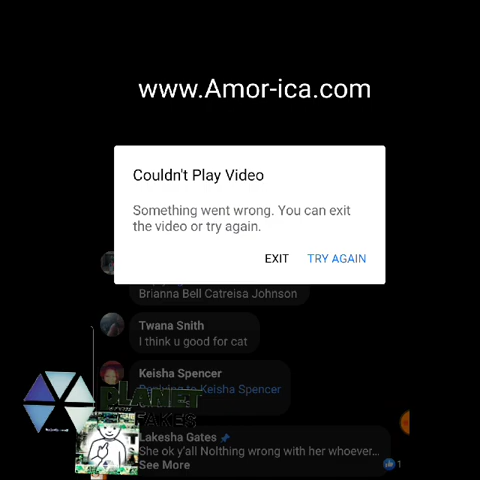 www.Amor-ica.com
Couldn't Play Video
Something went wrong. You can exit
the video or try again.
EXIT TRY AGAIN
Brianna Bell Catreisa Johnson
Twana Snith
I think u good for cat
Keisha Spencer
Replying to Keisha Spencer
PLANET
FAKES
Lakesha Gates
She ok y'all Nolthing wrong with her whoever...
See More
1